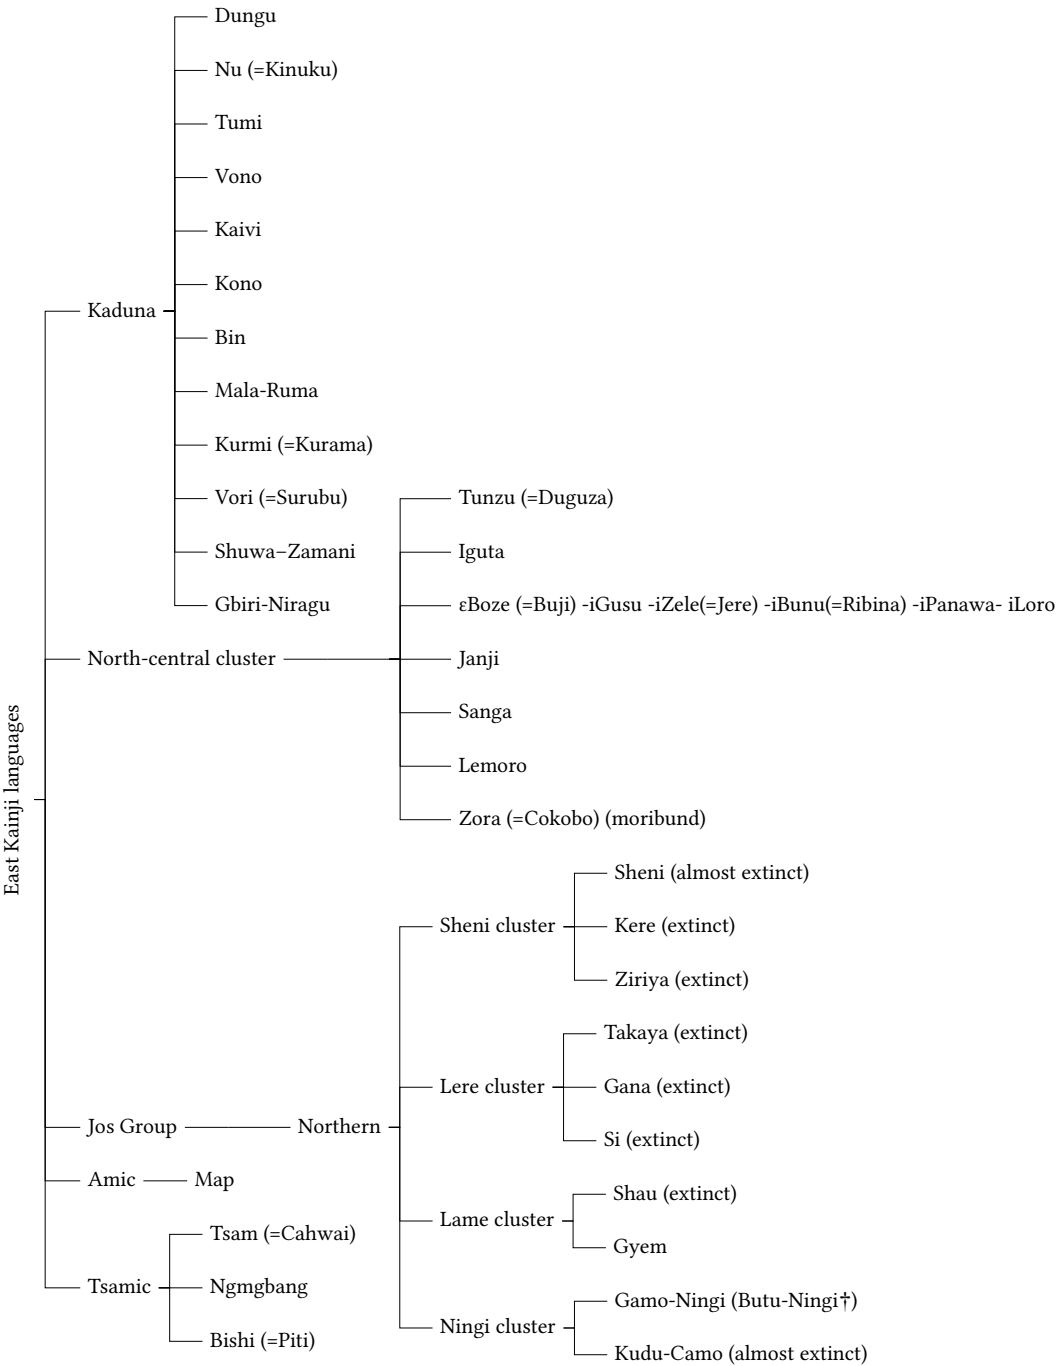 East Kainji languages
Kaduna
Dungu
Nu (=Kinuku)
Tumi
Vono
Kaivi
Kono
Bin
Mala-Ruma
Kurmi (=Kurama)
Vori (=Surubu)
Shuwa–Zamani
Gbiri-Niragu
North-central cluster
Tunzu (=Duguza)
Iguta
εBoze (=Buji) -iGusu -iZele(=Jere) -iBunu(=Ribina) -iPanawa- iLoro
Janji
Sanga
Lemoro
Zora (=Cokobo) (moribund)
Jos Group
Northern
Sheni cluster
Sheni (almost extinct)
Kere (extinct)
Ziriya (extinct)
Lere cluster
Takaya (extinct)
Gana (extinct)
Si (extinct)
Lame cluster
Shau (extinct)
Gyem
Ningi cluster
Gamo-Ningi (Butu-Ningi†)
Kudu-Camo (almost extinct)
Amic
Map
Tsamic
Tsam (=Cahwai)
Ngmgbang
Bishi (=Piti)